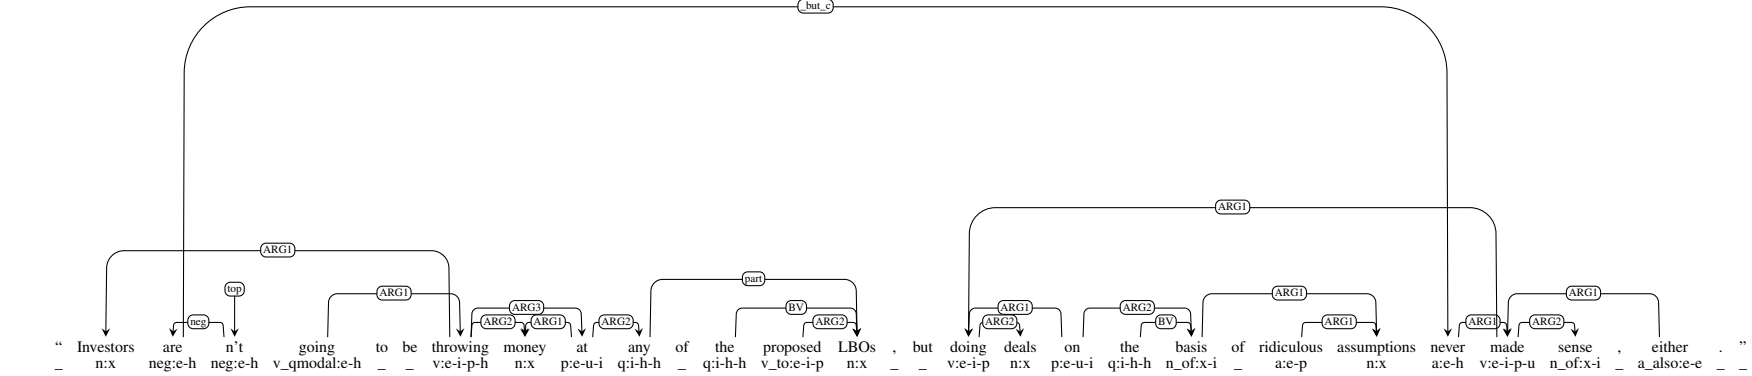 _but_c
ARG1
ARG1
part
top
ARG1
ARG1
ARG1
ARG3
BV
ARG1
ARG2
neg
ARG2
ARG1
ARG2
ARG2
ARG2
BV
ARG1
ARG1
ARG2
“ Investors are n’t going to be throwing money at any of the proposed LBOs , but doing deals on the basis of ridiculous assumptions never made sense , either . ”
_ n:x neg:e-h neg:e-h v_qmodal:e-h _ _ v:e-i-p-h n:x p:e-u-i q:i-h-h _ q:i-h-h v_to:e-i-p n:x _ _ v:e-i-p n:x p:e-u-i q:i-h-h n_of:x-i _ a:e-p n:x a:e-h v:e-i-p-u n_of:x-i _ a_also:e-e _ _